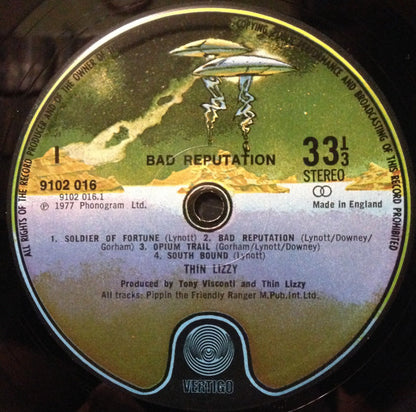 ALL RIGHTS OF THE RECORD PRODUCER AND OF THE OWNER OF
COPYING AND BROADCASTING OF THIS RECORD PROHIBITED
I
BAD REPUTATION
33 1/3
STEREO
9102 016
9102 016.1
℗ 1977 Phonogram Ltd.
Made in England
1. SOLDIER OF FORTUNE (Lynott) 2. BAD REPUTATION (Lynott/Downey/
Gorham) 3. OPIUM TRAIL (Gorham/Lynott/Downey)
4. SOUTH BOUND (Lynott)
THIN LIZZY
Produced by Tony Visconti and Thin Lizzy
All tracks: Pippin the Friendly Ranger M.Pub.Int.Ltd.
VERTIGO